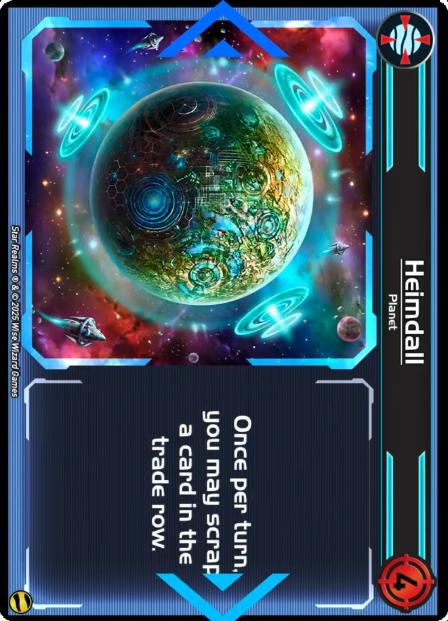 Heimdall
Planet
4
Once per turn,
you may scrap
a card in the
trade row.
Star Realms ® & © 2025 Wise Wizard Games